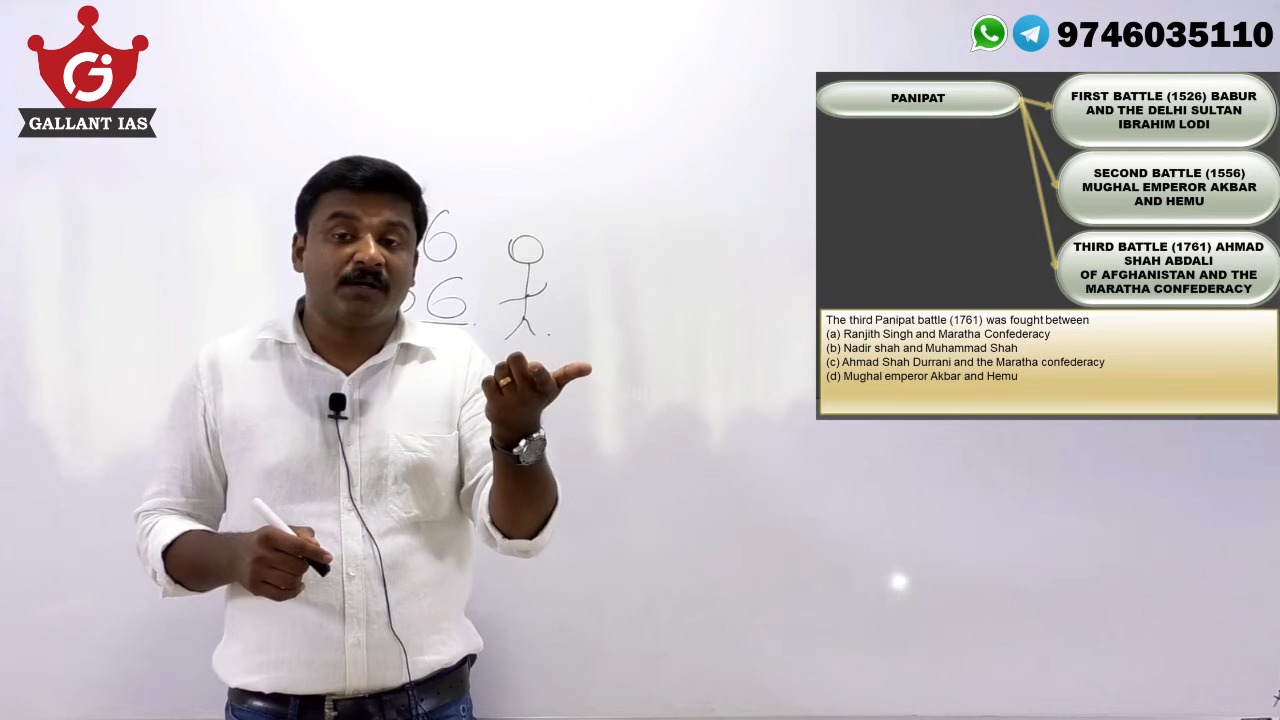 GALLANT IAS
9746035110
PANIPAT
FIRST BATTLE (1526) BABUR
AND THE DELHI SULTAN
IBRAHIM LODI
SECOND BATTLE (1556)
MUGHAL EMPEROR AKBAR
AND HEMU
THIRD BATTLE (1761) AHMAD
SHAH ABDALI
OF AFGHANISTAN AND THE
MARATHA CONFEDERACY
The third Panipat battle (1761) was fought between
(a) Ranjith Singh and Maratha Confederacy
(b) Nadir shah and Muhammad Shah
(c) Ahmad Shah Durrani and the Maratha confederacy
(d) Mughal emperor Akbar and Hemu
6
6